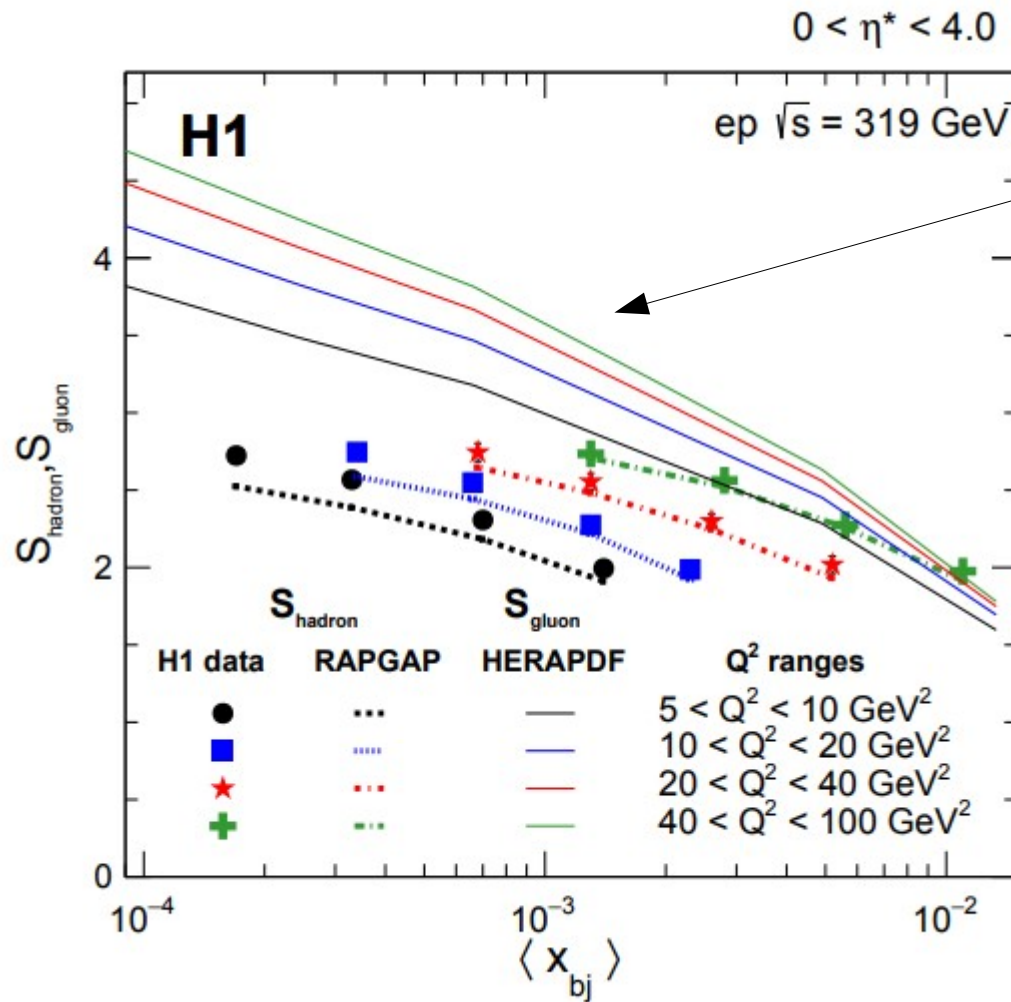 0 < η* < 4.0
H1
ep √s = 319 GeV
4
2
0
S_hadron, S_gluon
S_hadron S_gluon
H1 data RAPGAP HERAPDF Q² ranges
5 < Q² < 10 GeV²
10 < Q² < 20 GeV²
20 < Q² < 40 GeV²
40 < Q² < 100 GeV²
10⁻⁴ 10⁻³ 10⁻²
⟨ x_bj ⟩